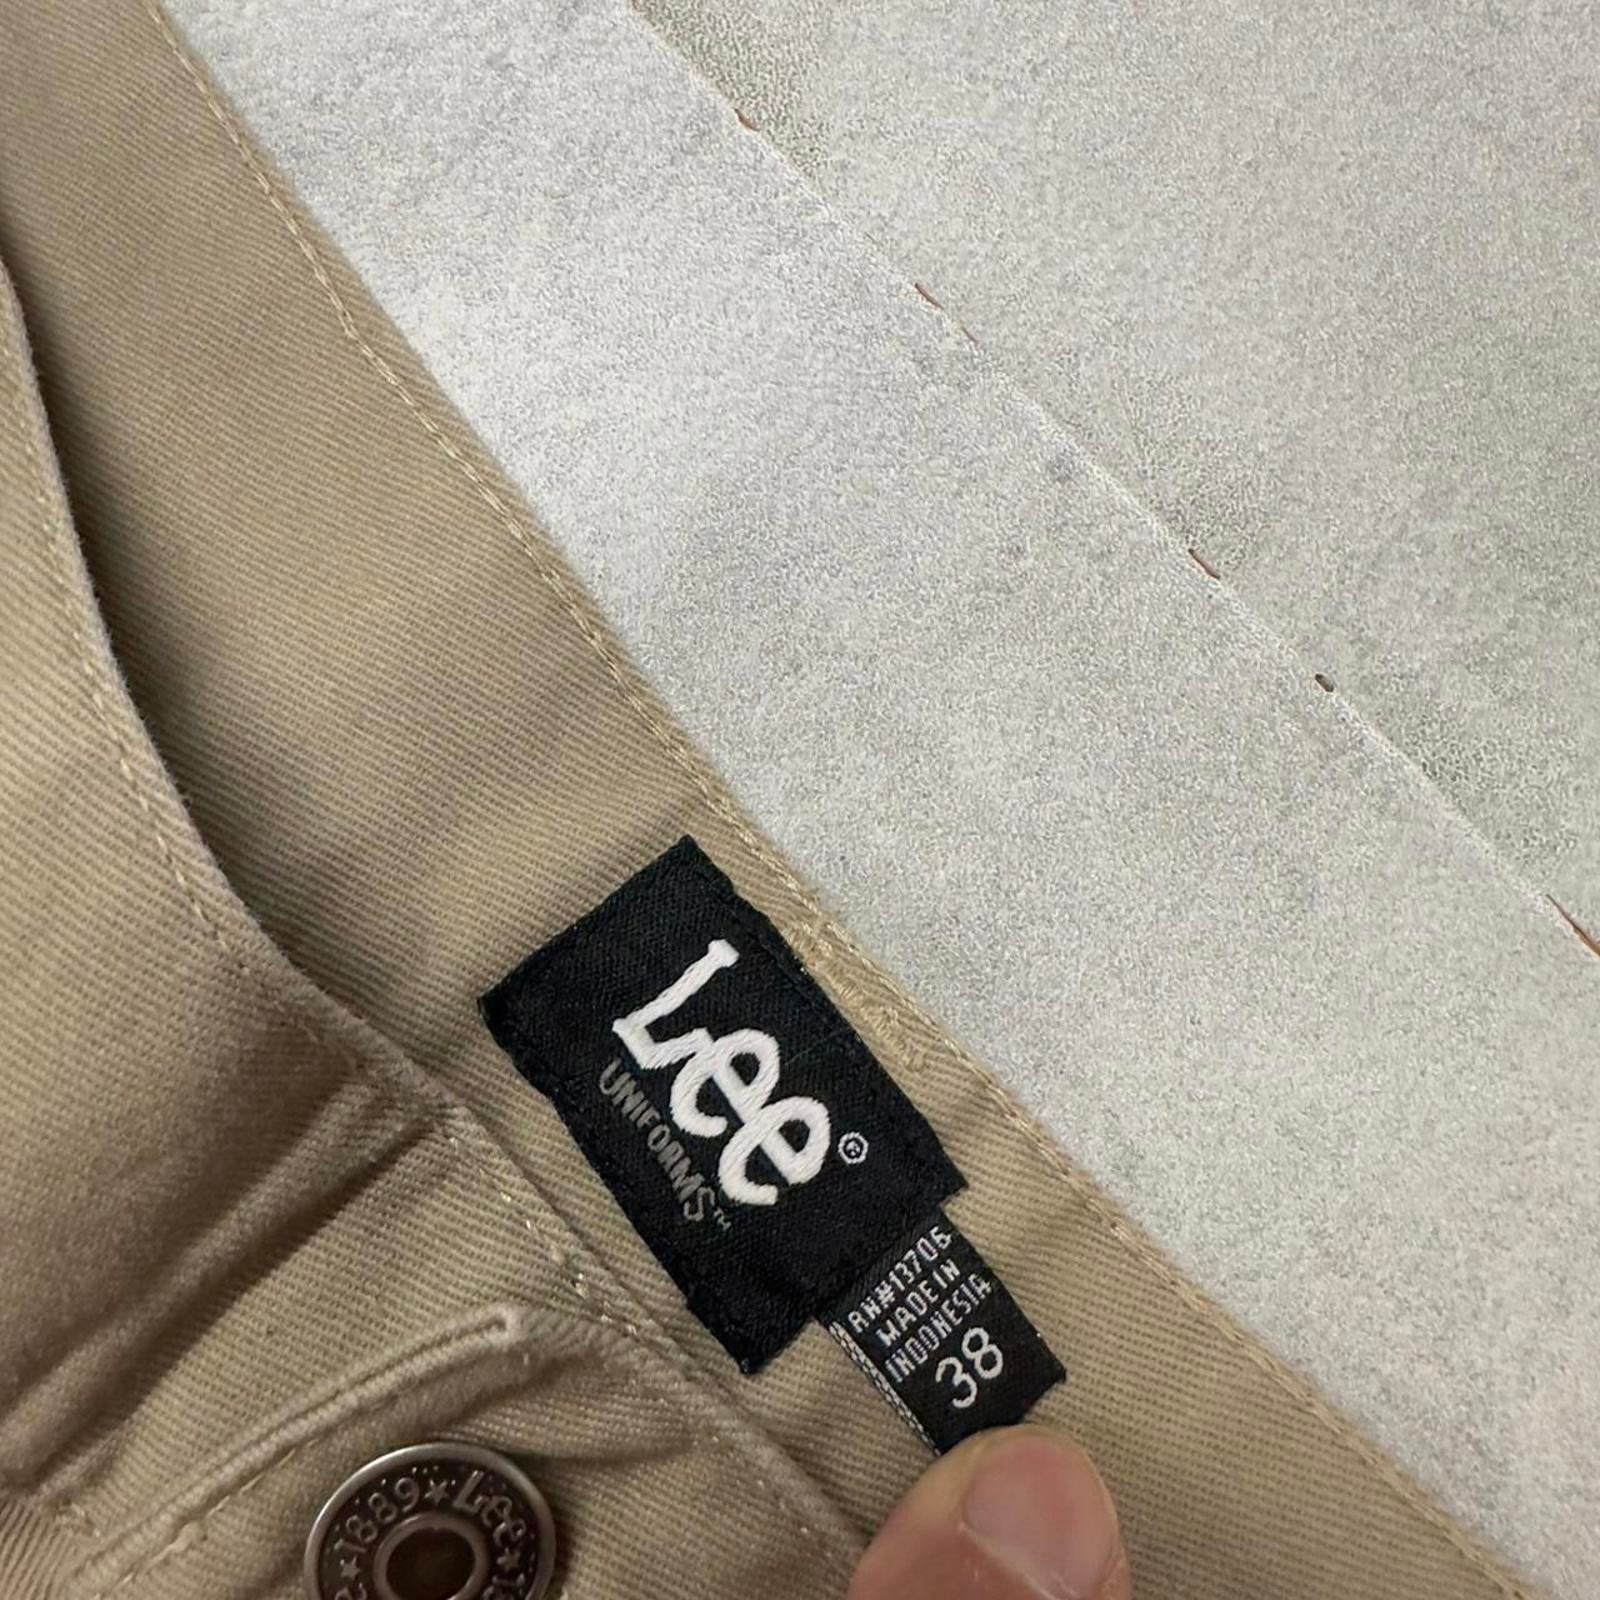 Lee®
UNIFORMS™
RN#13706
MADE IN
INDONESIA
38
1889★Lee★